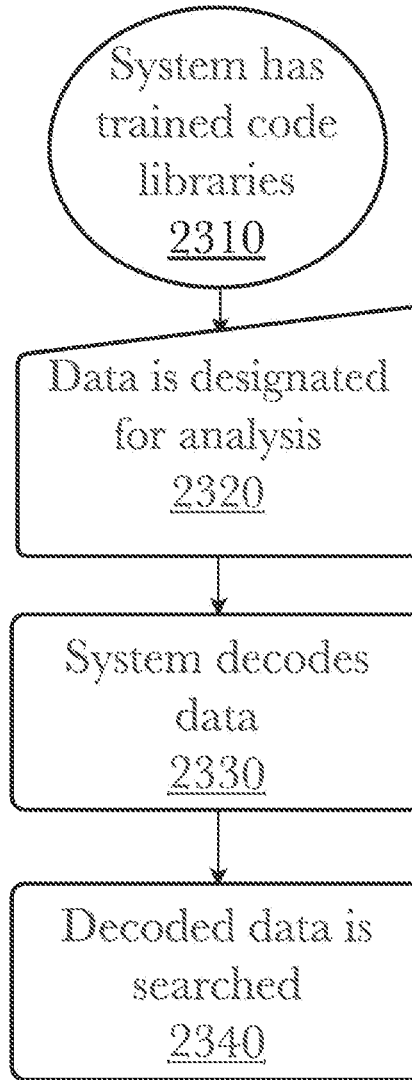 System has
trained code
libraries
2310
Data is designated
for analysis
2320
System decodes
data
2330
Decoded data is
searched
2340